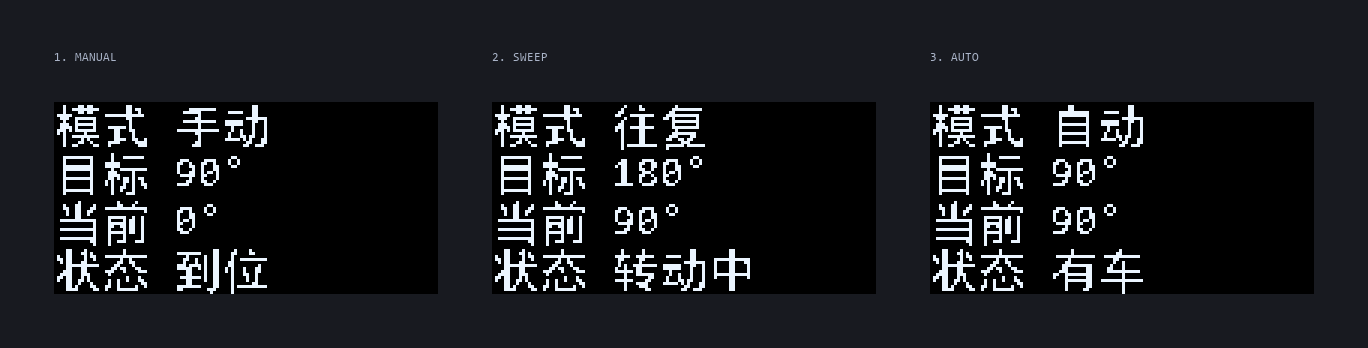 1. MANUAL
模式 手动
目标 90°
当前 0°
状态 到位
2. SWEEP
模式 往复
目标 180°
当前 90°
状态 转动中
3. AUTO
模式 自动
目标 90°
当前 90°
状态 有车